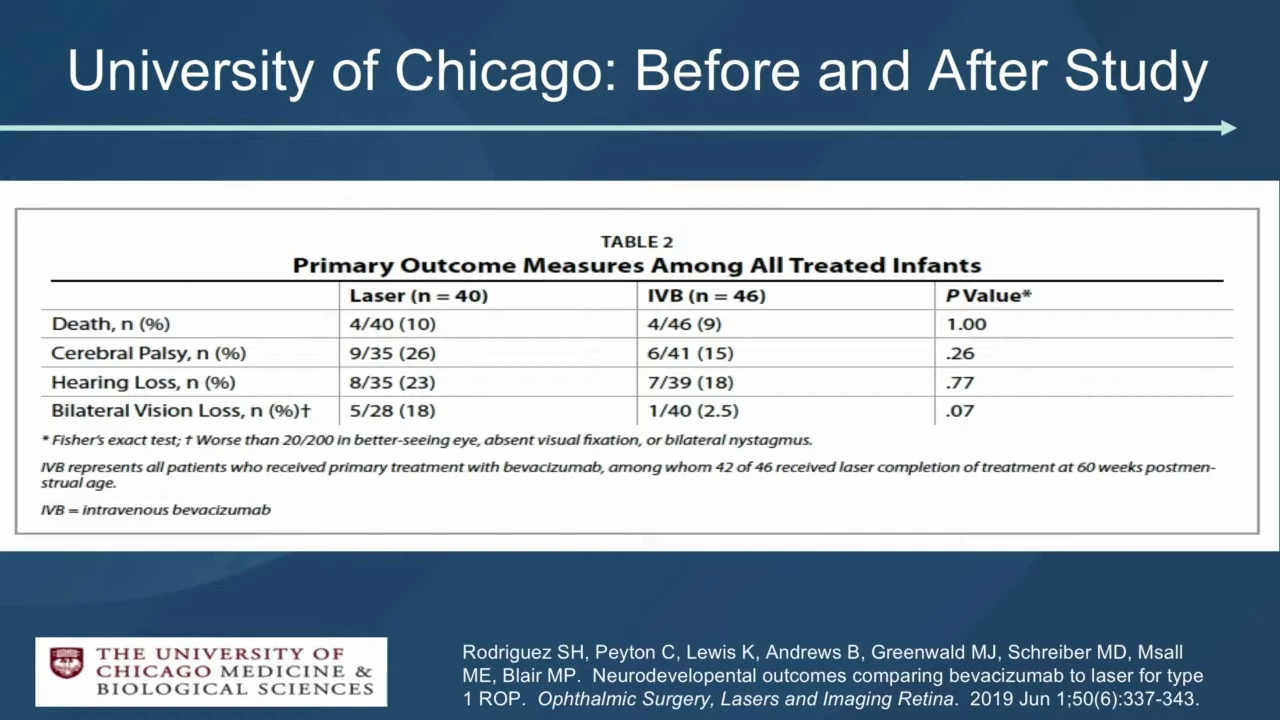 University of Chicago: Before and After Study
TABLE 2
Primary Outcome Measures Among All Treated Infants
Laser (n = 40) IVB (n = 46) P Value*
Death, n (%) 4/40 (10) 4/46 (9) 1.00
Cerebral Palsy, n (%) 9/35 (26) 6/41 (15) .26
Hearing Loss, n (%) 8/35 (23) 7/39 (18) .77
Bilateral Vision Loss, n (%)† 5/28 (18) 1/40 (2.5) .07
* Fisher's exact test; † Worse than 20/200 in better-seeing eye, absent visual fixation, or bilateral nystagmus.
IVB represents all patients who received primary treatment with bevacizumab, among whom 42 of 46 received laser completion of treatment at 60 weeks postmen-
strual age.
IVB = intravenous bevacizumab
THE UNIVERSITY OF
CHICAGO MEDICINE &
BIOLOGICAL SCIENCES
Rodriguez SH, Peyton C, Lewis K, Andrews B, Greenwald MJ, Schreiber MD, Msall
ME, Blair MP. Neurodevelopental outcomes comparing bevacizumab to laser for type
1 ROP. Ophthalmic Surgery, Lasers and Imaging Retina. 2019 Jun 1;50(6):337-343.